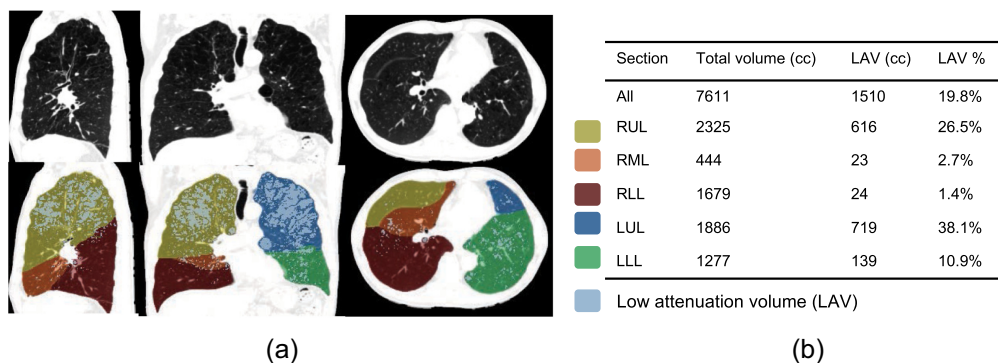 Section Total volume (cc) LAV (cc) LAV %
All 7611 1510 19.8%
RUL 2325 616 26.5%
RML 444 23 2.7%
RLL 1679 24 1.4%
LUL 1886 719 38.1%
LLL 1277 139 10.9%
Low attenuation volume (LAV)
(a) (b)